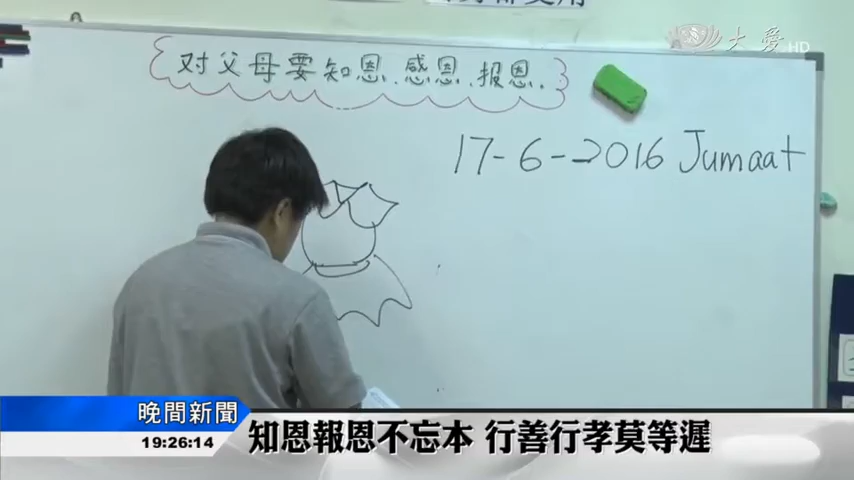 大愛 HD
对父母要知恩、感恩、报恩。
17-6-2016 Jumaat
晚間新聞
19:26:14
知恩報恩不忘本 行善行孝莫等遲